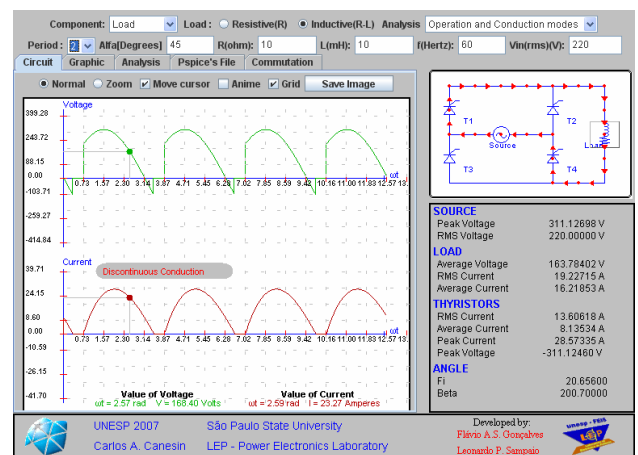 Component: Load Load : Resistive(R) Inductive(R-L) Analysis Operation and Conduction modes
Period : 2 Alfa[Degrees] 45 R(ohm): 10 L(mH): 10 f(Hertz): 60 Vin(rms)(V): 220
Circuit Graphic Analysis Pspice's File Commutation
Normal Zoom Move cursor Anime Grid Save Image
Voltage
399.28
243.72
88.15
0.00
-103.71
-259.27
-414.84
ωt
0.73 1.57 2.30 3.14 3.87 4.71 5.45 6.28 7.02 7.85 8.59 9.42 10.16 11.00 11.83 12.57 13.
Current
Discontinuous Conduction
39.71
24.15
8.60
0.00
-10.59
-26.15
-41.70
ωt
0.73 1.57 2.30 3.14 3.87 4.71 5.45 6.28 7.02 7.85 8.59 9.42 10.16 11.00 11.83 12.57 13.
Value of Voltage Value of Current
ωt = 2.57 rad V = 168.40 Volts ωt = 2.59 rad I = 23.27 Amperes
T1 T2
Source Load
T3 T4
SOURCE
Peak Voltage 311.12698 V
RMS Voltage 220.00000 V
LOAD
Average Voltage 163.78402 V
RMS Current 19.22715 A
Average Current 16.21853 A
THYRISTORS
RMS Current 13.60618 A
Average Current 8.13534 A
Peak Current 28.57335 A
Peak Voltage -311.12460 V
ANGLE
Fi 20.65600
Beta 200.70000
UNESP 2007 São Paulo State University
Carlos A. Canesin LEP - Power Electronics Laboratory
Developed by:
Flávio A.S. Gonçalves
Leonardo P. Sampaio
unesp - FEIS
LEP